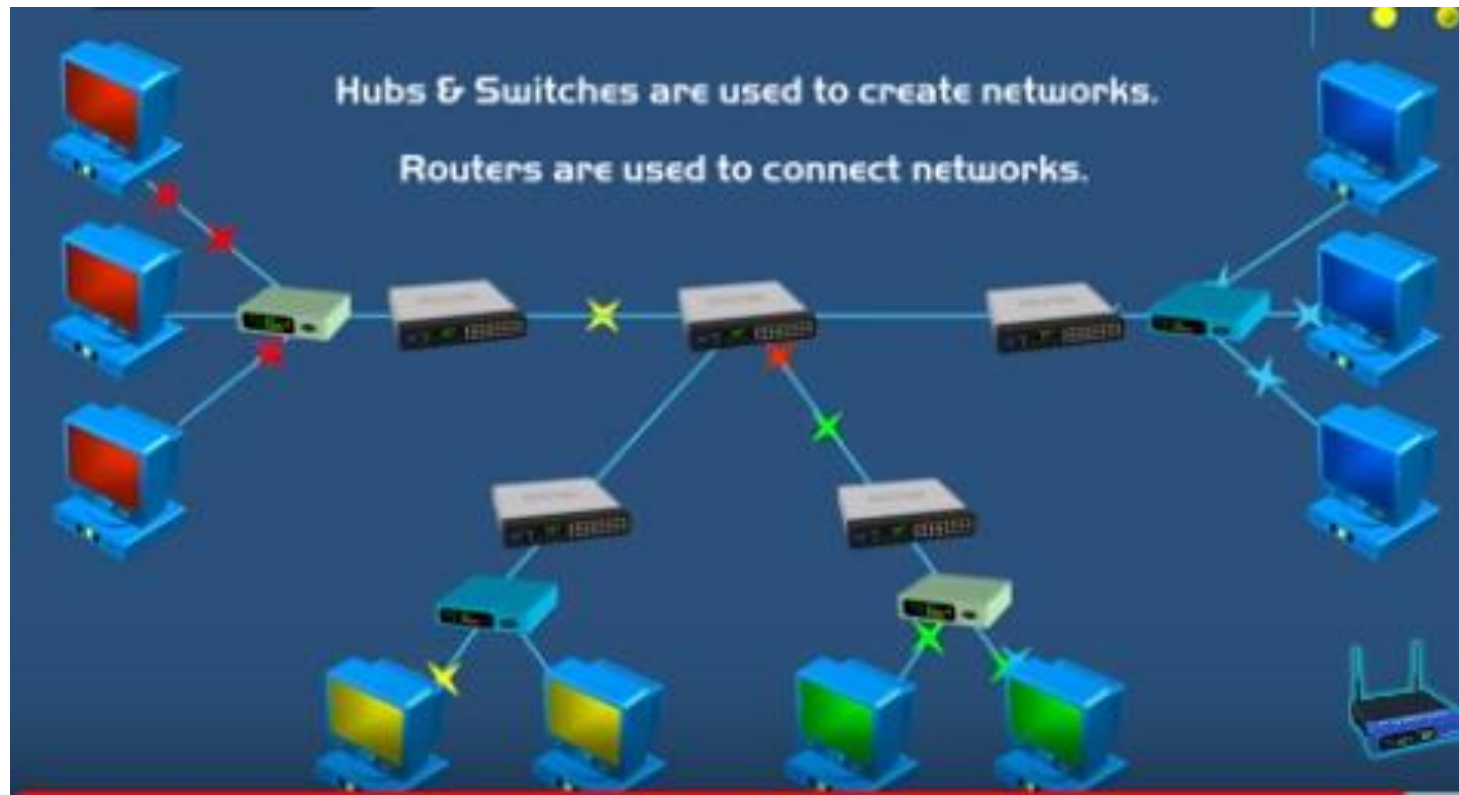 Hubs & Switches are used to create networks.
Routers are used to connect networks.